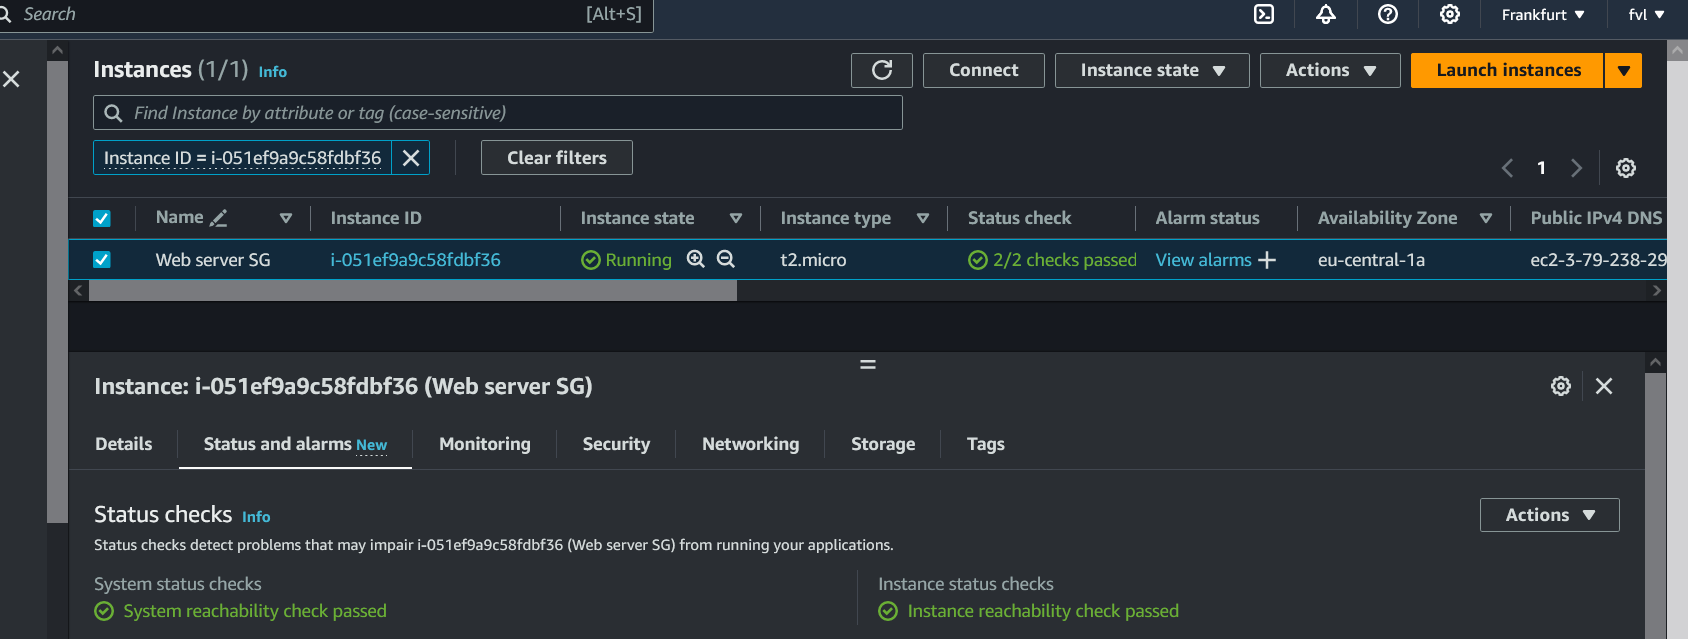 Search [Alt+S] Frankfurt fvl
Instances (1/1) Info Connect Instance state Actions Launch instances
Find Instance by attribute or tag (case-sensitive)
Instance ID = i-051ef9a9c58fdbf36 Clear filters
1
Name Instance ID Instance state Instance type Status check Alarm status Availability Zone Public IPv4 DNS
Web server SG i-051ef9a9c58fdbf36 Running t2.micro 2/2 checks passed View alarms eu-central-1a ec2-3-79-238-29
Instance: i-051ef9a9c58fdbf36 (Web server SG)
Details Status and alarms New Monitoring Security Networking Storage Tags
Status checks Info Actions
Status checks detect problems that may impair i-051ef9a9c58fdbf36 (Web server SG) from running your applications.
System status checks Instance status checks
System reachability check passed Instance reachability check passed